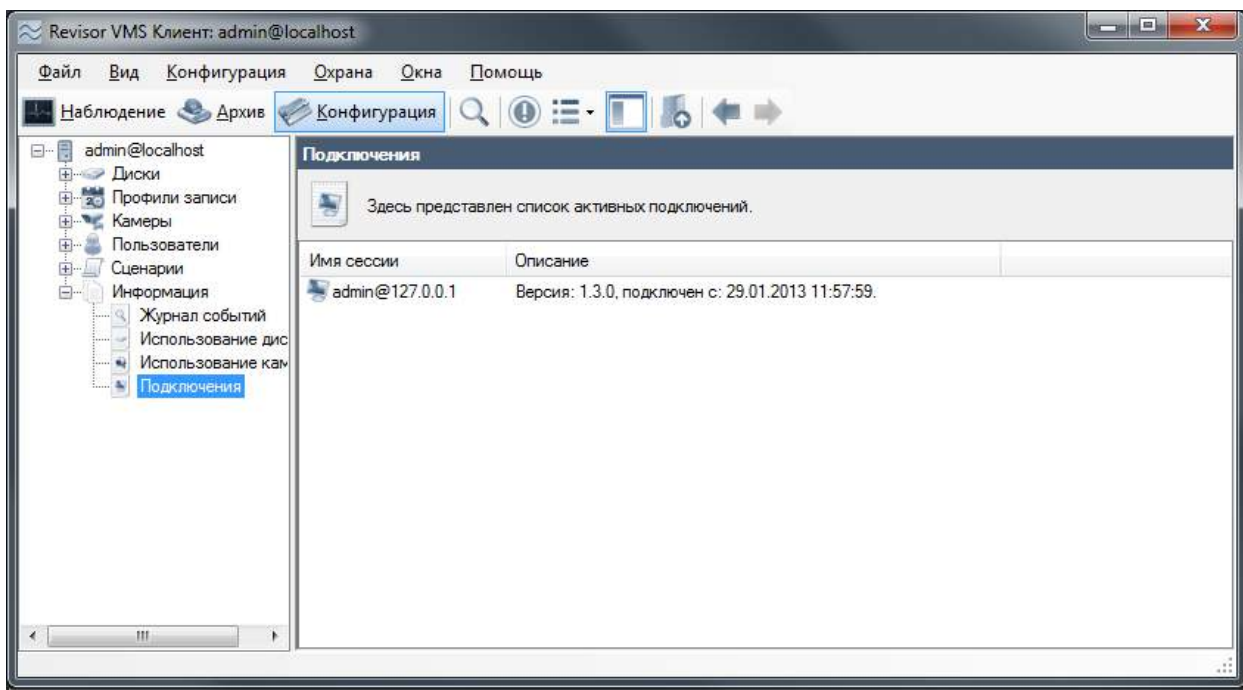 Revisor VMS Клиент: admin@localhost
Файл Вид Конфигурация Охрана Окна Помощь
Наблюдение Архив Конфигурация
admin@localhost
Диски
Профили записи
Камеры
Пользователи
Сценарии
Информация
Журнал событий
Использование дис
Использование кам
Подключения
Подключения
Здесь представлен список активных подключений.
Имя сессии Описание
admin@127.0.0.1 Версия: 1.3.0, подключен с: 29.01.2013 11:57:59.